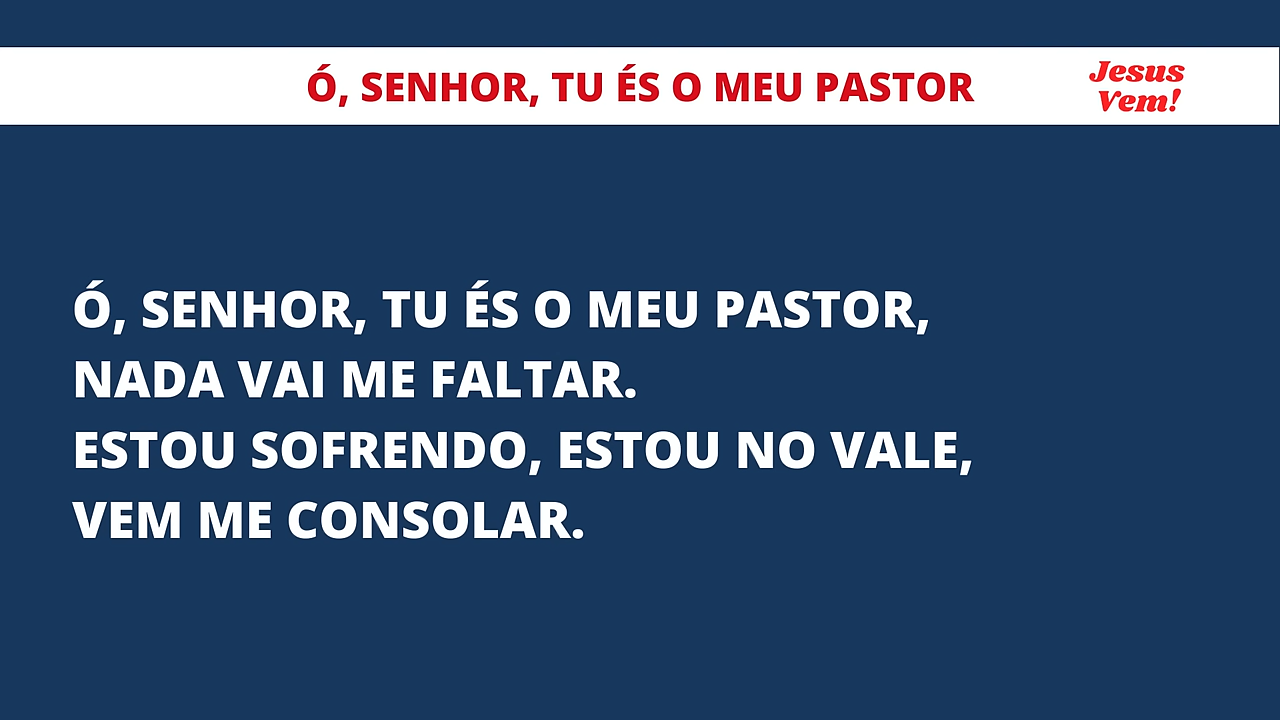 Ó, SENHOR, TU ÉS O MEU PASTOR
Jesus
Vem!
Ó, SENHOR, TU ÉS O MEU PASTOR,
NADA VAI ME FALTAR.
ESTOU SOFRENDO, ESTOU NO VALE,
VEM ME CONSOLAR.